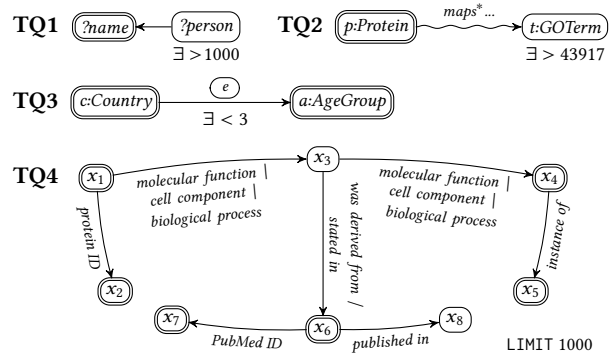 TQ1 ?name ?person ∃ > 1000
TQ2 p:Protein maps*... t:GOTerm ∃ > 43917
TQ3 c:Country e a:AgeGroup ∃ < 3
TQ4 x₁ x₃ x₄
molecular function |
cell component |
biological process
molecular function |
cell component |
biological process
protein ID
was derived from /
stated in
instance of
x₂ x₅
x₇ PubMed ID x₆ published in x₈
LIMIT 1000